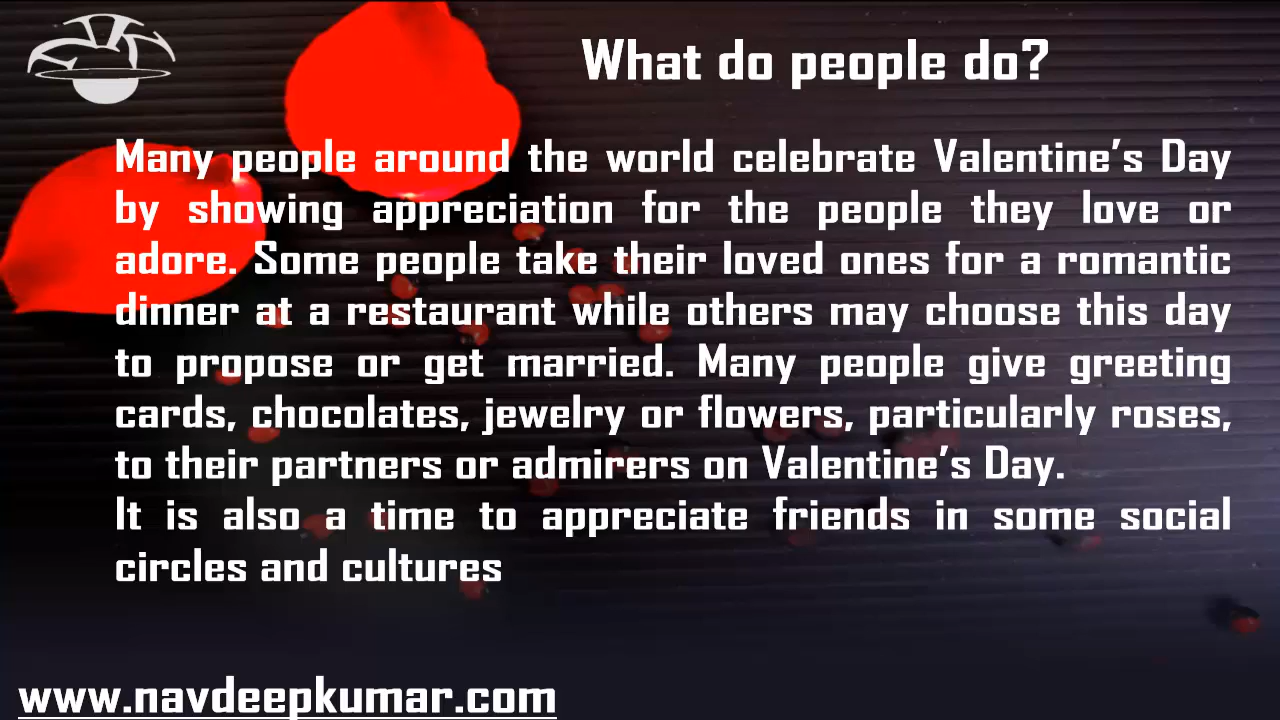 What do people do?
Many people around the world celebrate Valentine’s Day
by showing appreciation for the people they love or
adore. Some people take their loved ones for a romantic
dinner at a restaurant while others may choose this day
to propose or get married. Many people give greeting
cards, chocolates, jewelry or flowers, particularly roses,
to their partners or admirers on Valentine’s Day.
It is also a time to appreciate friends in some social
circles and cultures
www.navdeepkumar.com